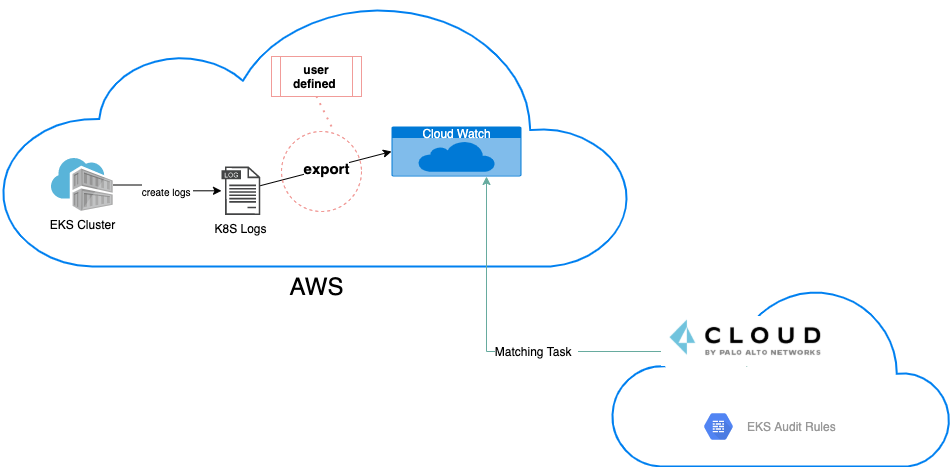 user
defined
Cloud Watch
export
LOG
create logs
EKS Cluster
K8S Logs
AWS
CLOUD
BY PALO ALTO NETWORKS
Matching Task
EKS Audit Rules